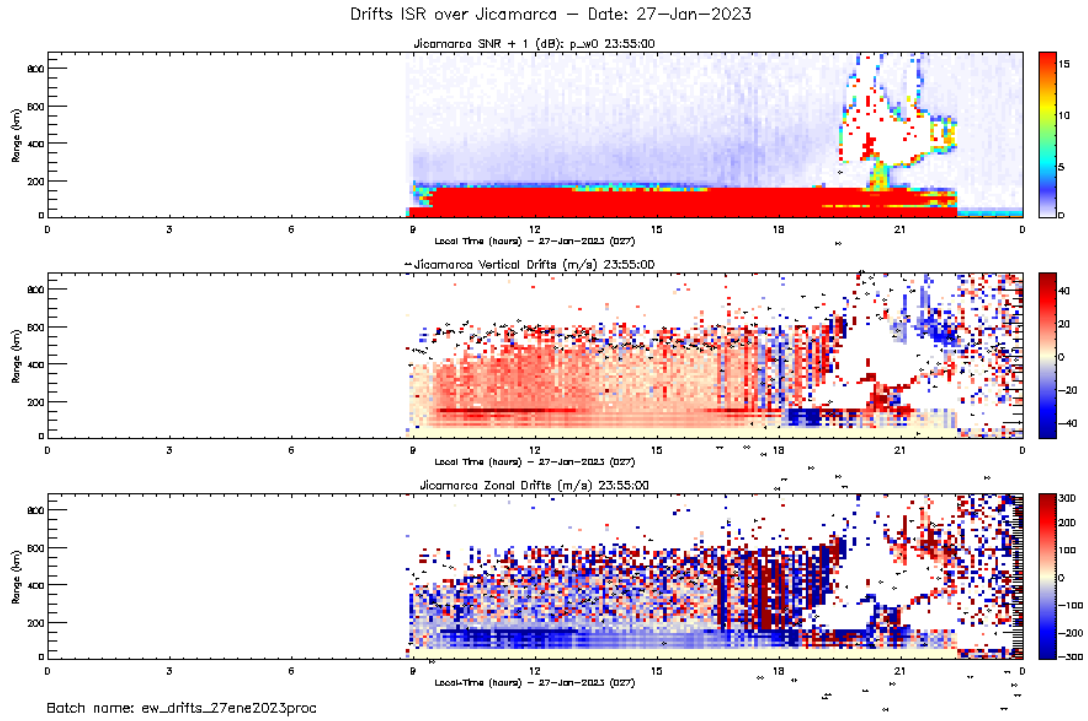 Drifts ISR over Jicamarca – Date: 27-Jan-2023
Jicamarca SNR + 1 (dB): p_w0 23:55:00
Range (km)
800
600
400
200
0
0 3 6 9 12 15 18 21 0
15
10
5
0
Local Time (hours) – 27-Jan-2023 (027)
Jicamarca Vertical Drifts (m/s) 23:55:00
Range (km)
800
600
400
200
0
0 3 6 9 12 15 18 21 0
40
20
0
-20
-40
Local Time (hours) – 27-Jan-2023 (027)
Jicamarca Zonal Drifts (m/s) 23:55:00
Range (km)
800
600
400
200
0
0 3 6 9 12 15 18 21 0
300
200
100
0
-100
-200
-300
Local Time (hours) – 27-Jan-2023 (027)
Batch name: ew_drifts_27ene2023proc